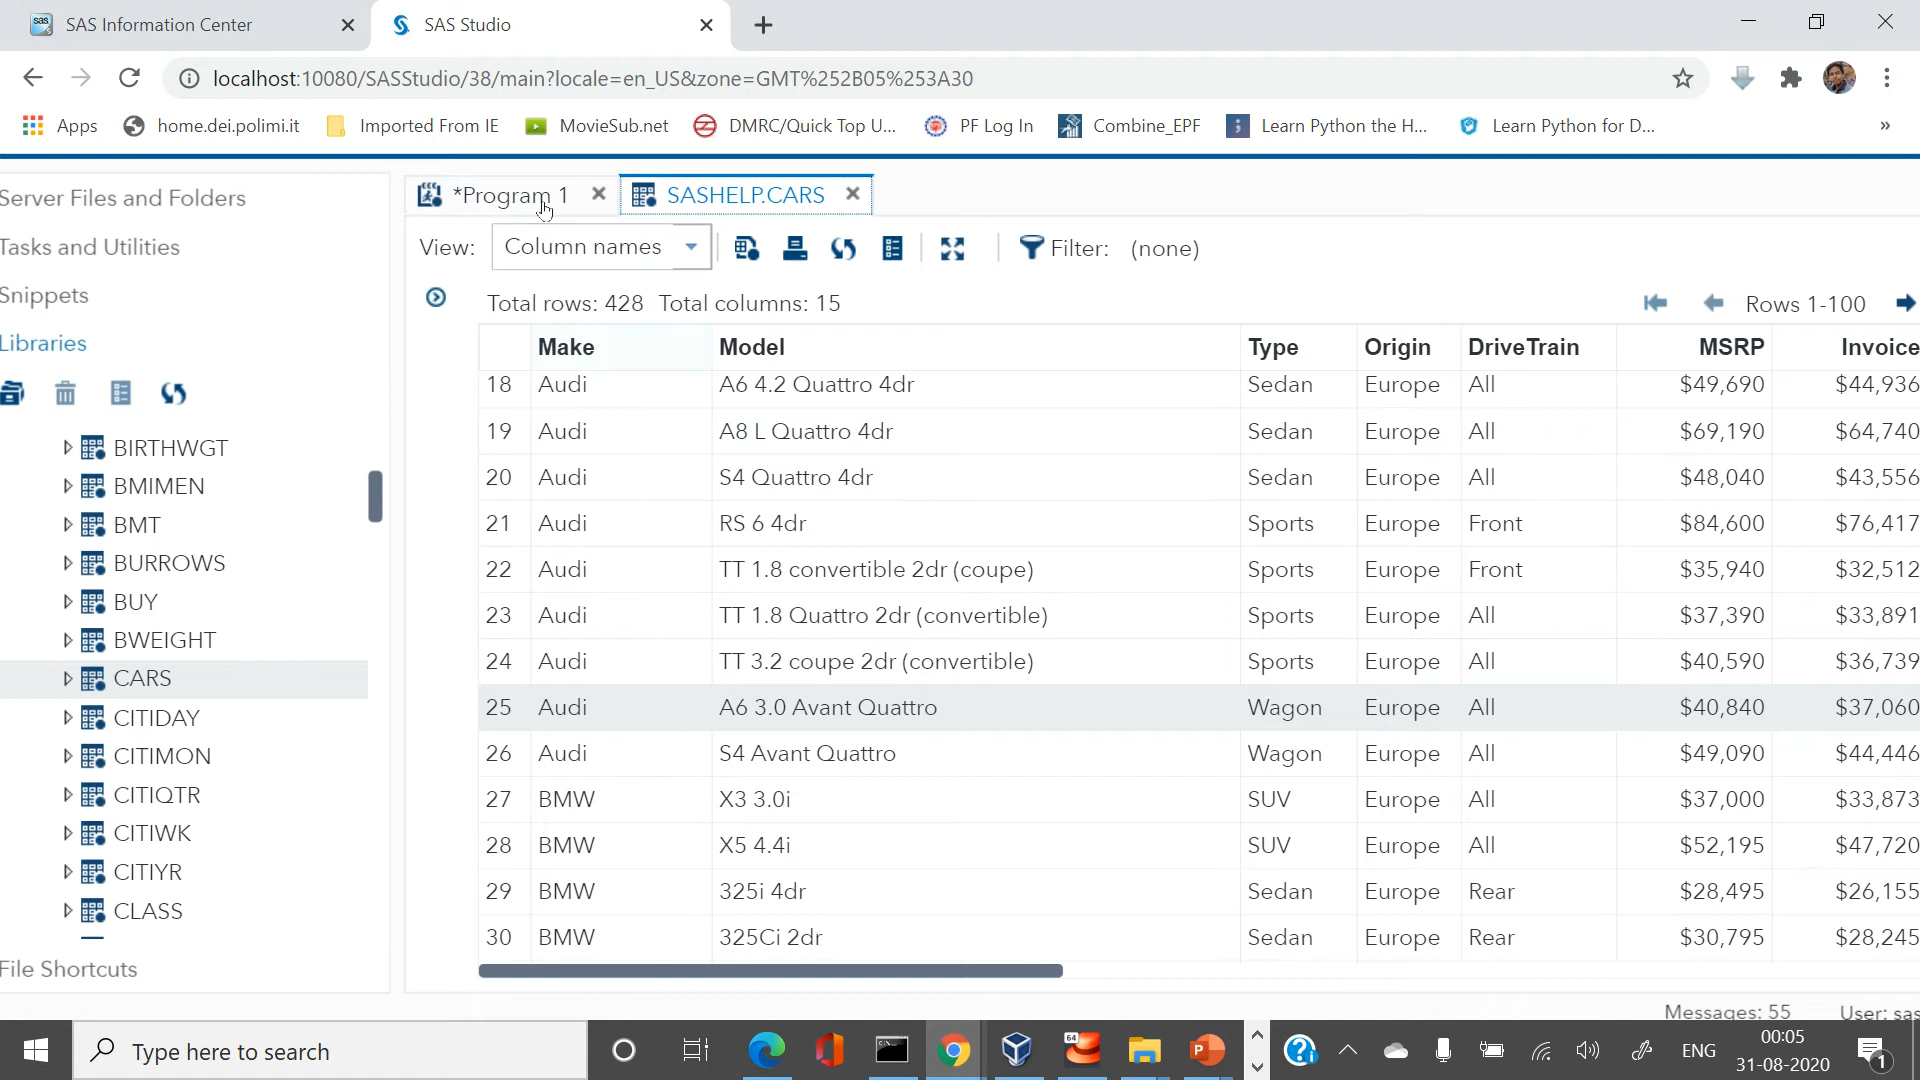 SAS Information Center
SAS Studio
localhost:10080/SASStudio/38/main?locale=en_US&zone=GMT%252B05%253A30
Apps home.dei.polimi.it Imported From IE MovieSub.net DMRC/Quick Top U... PF Log In Combine_EPF Learn Python the H... Learn Python for D... »
Server Files and Folders
Tasks and Utilities
Snippets
Libraries
BIRTHWGT
BMIMEN
BMT
BURROWS
BUY
BWEIGHT
CARS
CITIDAY
CITIMON
CITIQTR
CITIWK
CITIYR
CLASS
File Shortcuts
*Program 1 SASHELP.CARS
View: Column names Filter: (none)
Total rows: 428 Total columns: 15 Rows 1-100
Make Model Type Origin DriveTrain MSRP Invoice
18 Audi A6 4.2 Quattro 4dr Sedan Europe All $49,690 $44,936
19 Audi A8 L Quattro 4dr Sedan Europe All $69,190 $64,740
20 Audi S4 Quattro 4dr Sedan Europe All $48,040 $43,556
21 Audi RS 6 4dr Sports Europe Front $84,600 $76,417
22 Audi TT 1.8 convertible 2dr (coupe) Sports Europe Front $35,940 $32,512
23 Audi TT 1.8 Quattro 2dr (convertible) Sports Europe All $37,390 $33,891
24 Audi TT 3.2 coupe 2dr (convertible) Sports Europe All $40,590 $36,739
25 Audi A6 3.0 Avant Quattro Wagon Europe All $40,840 $37,060
26 Audi S4 Avant Quattro Wagon Europe All $49,090 $44,446
27 BMW X3 3.0i SUV Europe All $37,000 $33,873
28 BMW X5 4.4i SUV Europe All $52,195 $47,720
29 BMW 325i 4dr Sedan Europe Rear $28,495 $26,155
30 BMW 325Ci 2dr Sedan Europe Rear $30,795 $28,245
Messages: 55 User: sas
Type here to search
64
ENG
00:05
31-08-2020
1